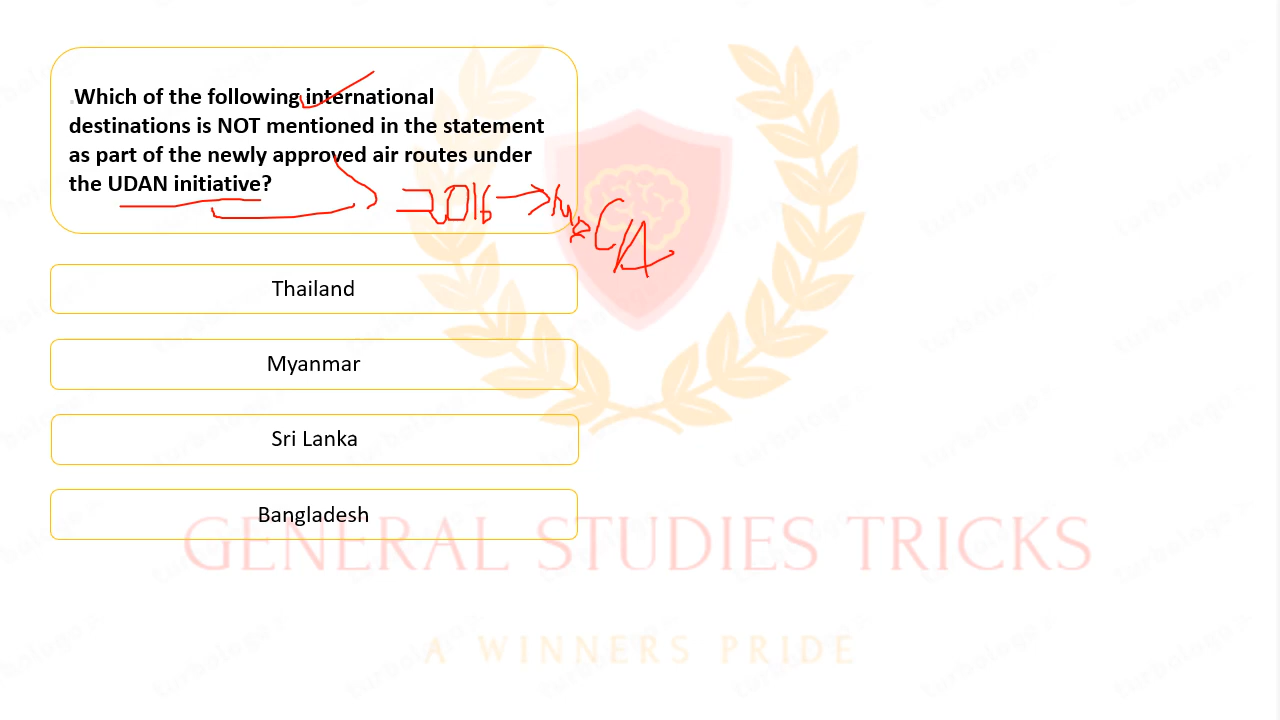 .Which of the following international
destinations is NOT mentioned in the statement
as part of the newly approved air routes under
the UDAN initiative?
2016 →
CA
Thailand
Myanmar
Sri Lanka
Bangladesh
GENERAL STUDIES TRICKS
A WINNERS PRIDE